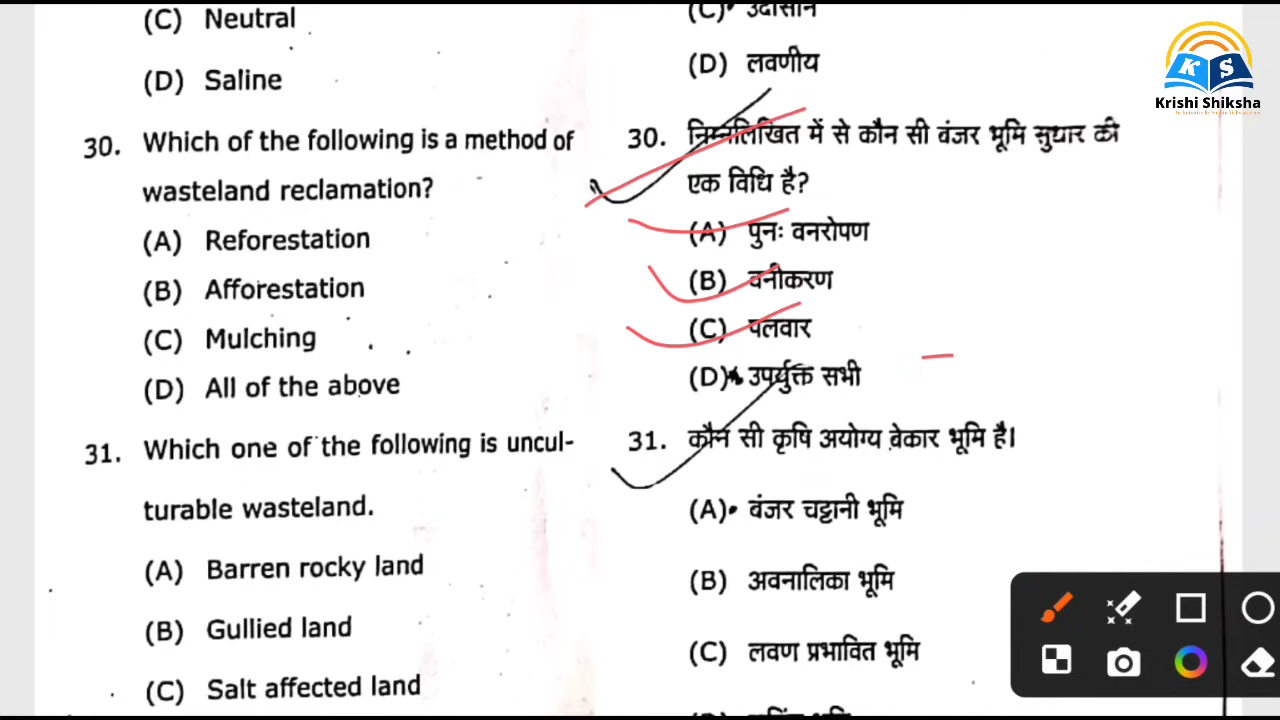 (C) Neutral
(D) Saline
30. Which of the following is a method of
wasteland reclamation?
(A) Reforestation
(B) Afforestation
(C) Mulching
(D) All of the above
31. Which one of the following is uncul-
turable wasteland.
(A) Barren rocky land
(B) Gullied land
(C) Salt affected land
(C) उदासीन
(D) लवणीय
30. निम्नलिखित में से कौन सी बंजर भूमि सुधार की
एक विधि है?
(A) पुनः वनरोपण
(B) वनीकरण
(C) पलवार
(D) उपर्युक्त सभी
31. कौन सी कृषि अयोग्य बेकार भूमि है।
(A) बंजर चट्टानी भूमि
(B) अवनालिका भूमि
(C) लवण प्रभावित भूमि
K S
Krishi Shiksha